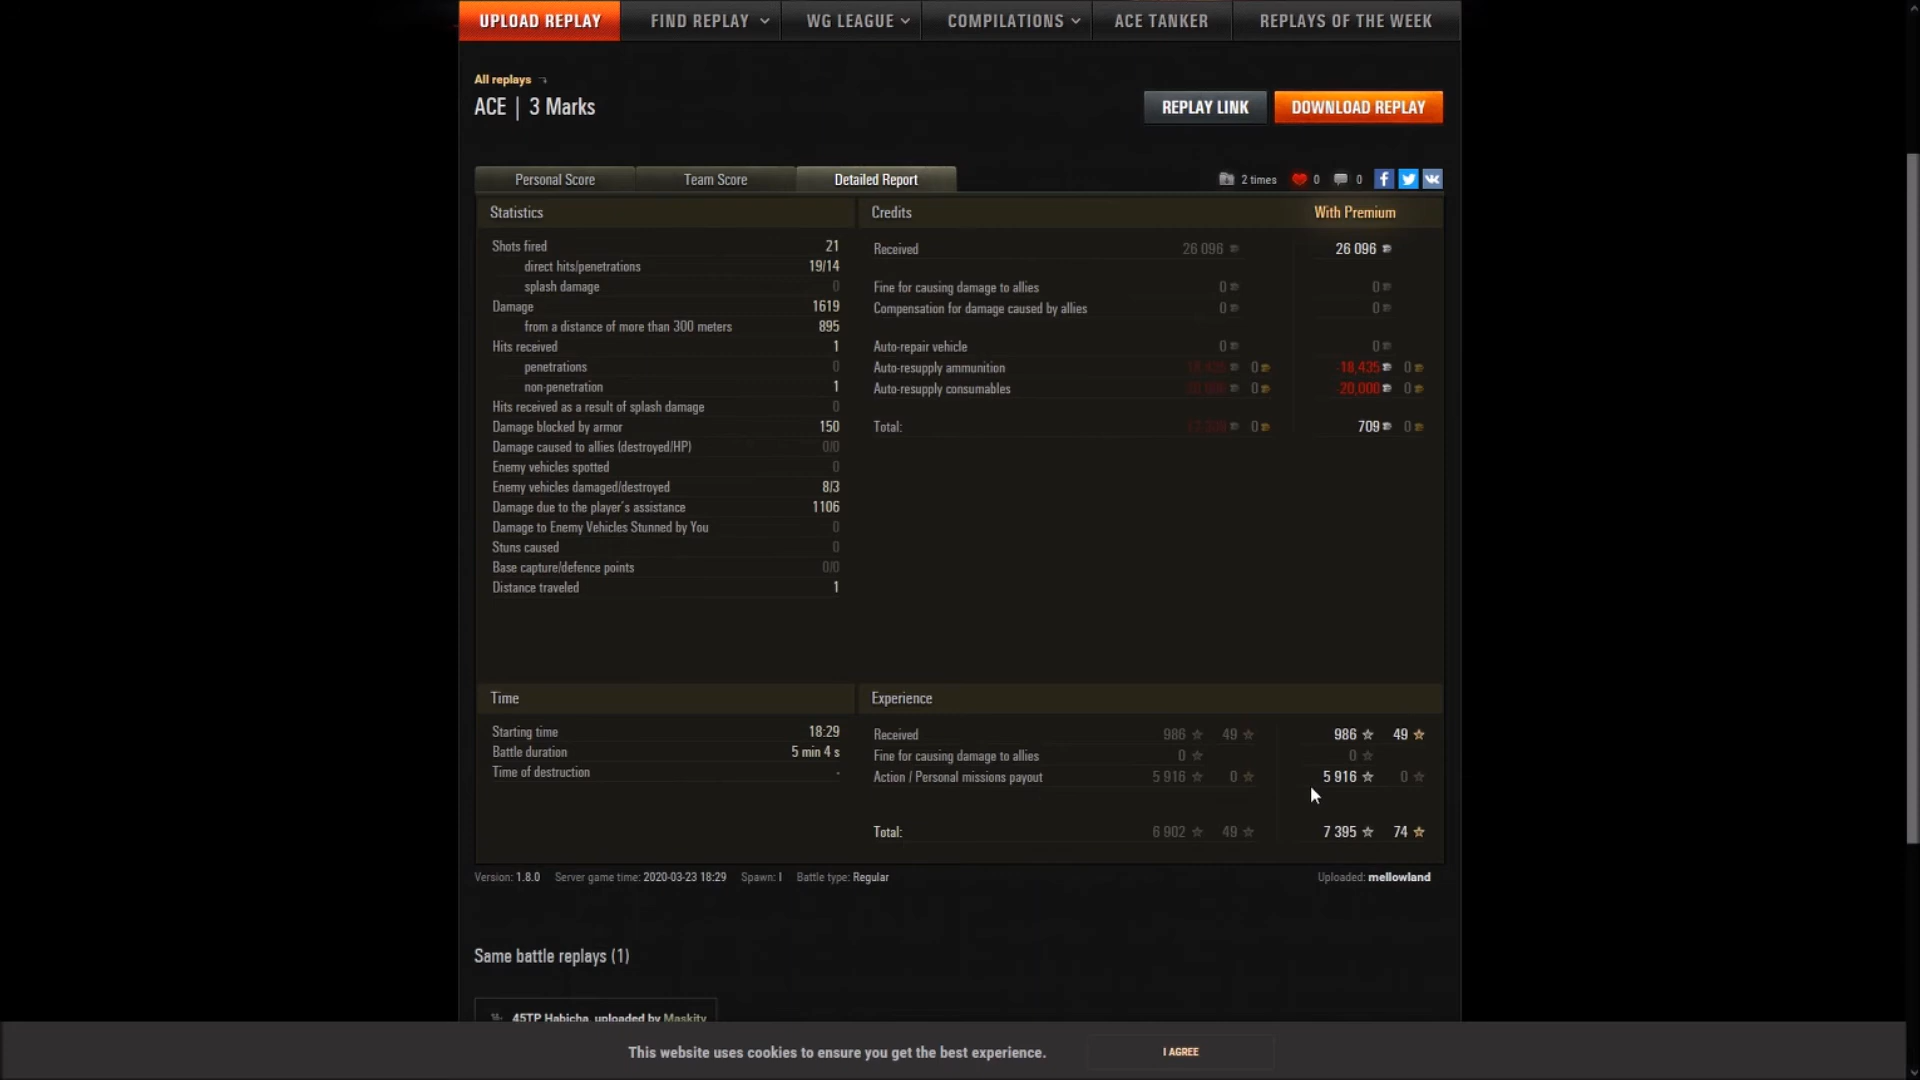 UPLOAD REPLAY FIND REPLAY WG LEAGUE COMPILATIONS ACE TANKER REPLAYS OF THE WEEK
All replays
ACE | 3 Marks
REPLAY LINK DOWNLOAD REPLAY
Personal Score Team Score Detailed Report 2 times 0 0
Statistics
Shots fired 21
direct hits/penetrations 19/14
splash damage 0
Damage 1619
from a distance of more than 300 meters 895
Hits received 1
penetrations 0
non-penetration 1
Hits received as a result of splash damage 0
Damage blocked by armor 150
Damage caused to allies (destroyed/HP) 0/0
Enemy vehicles spotted 0
Enemy vehicles damaged/destroyed 8/3
Damage due to the player's assistance 1106
Damage to Enemy Vehicles Stunned by You 0
Stuns caused 0
Base capture/defence points 0/0
Distance traveled 1
Credits With Premium
Received 26 096 26 096
Fine for causing damage to allies 0 0
Compensation for damage caused by allies 0 0
Auto-repair vehicle 0 0
Auto-resupply ammunition 0 -18,435 0
Auto-resupply consumables 0 -20,000 0
Total: 0 709 0
Time
Starting time 18:29
Battle duration 5 min 4 s
Time of destruction -
Experience
Received 986 49 986 49
Fine for causing damage to allies 0 0
Action / Personal missions payout 5 916 0 5 916 0
Total: 6 902 49 7 395 74
Version: 1.8.0 Server game time: 2020-03-23 18:29 Spawn: I Battle type: Regular Uploaded: mellowland
Same battle replays (1)
45TP Habicha, uploaded by Maskity
This website uses cookies to ensure you get the best experience. I AGREE